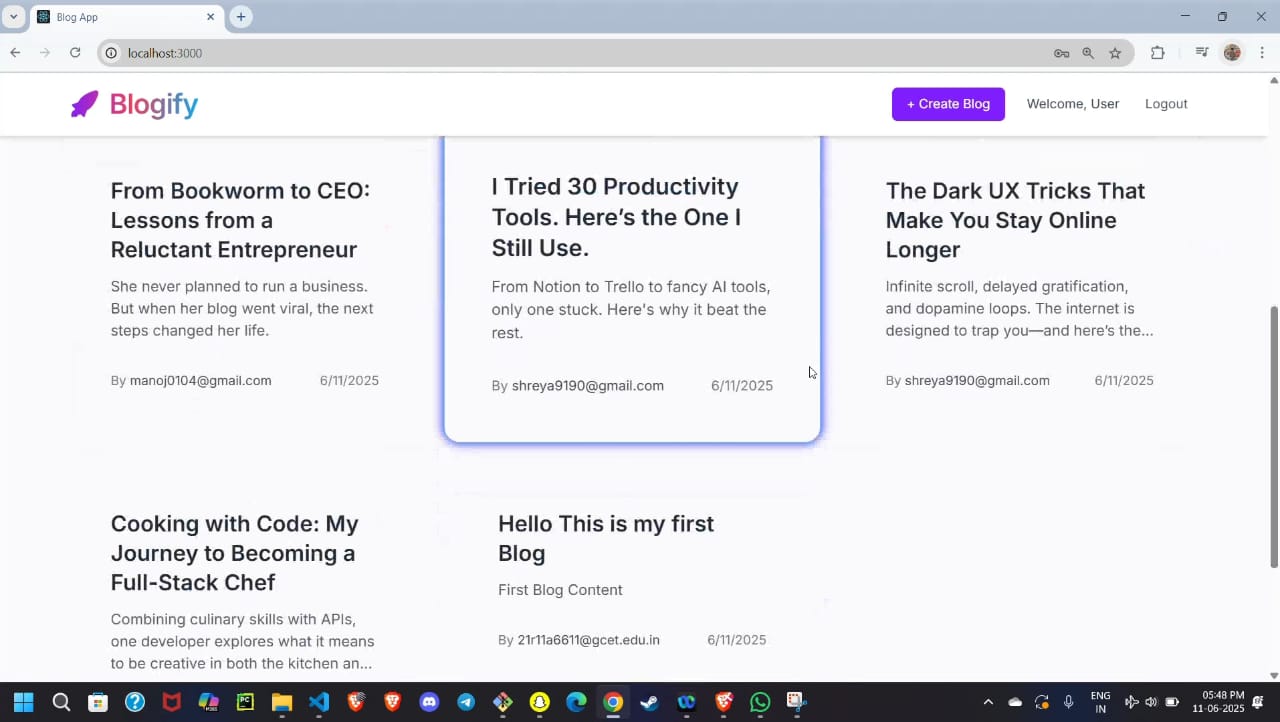 Blog App
localhost:3000
Blogify
+ Create Blog
Welcome, User
Logout
From Bookworm to CEO:
Lessons from a
Reluctant Entrepreneur
She never planned to run a business.
But when her blog went viral, the next
steps changed her life.
By manoj0104@gmail.com
6/11/2025
I Tried 30 Productivity
Tools. Here’s the One I
Still Use.
From Notion to Trello to fancy AI tools,
only one stuck. Here's why it beat the
rest.
By shreya9190@gmail.com
6/11/2025
The Dark UX Tricks That
Make You Stay Online
Longer
Infinite scroll, delayed gratification,
and dopamine loops. The internet is
designed to trap you—and here’s the...
By shreya9190@gmail.com
6/11/2025
Cooking with Code: My
Journey to Becoming a
Full-Stack Chef
Combining culinary skills with APIs,
one developer explores what it means
to be creative in both the kitchen an...
Hello This is my first
Blog
First Blog Content
By 21r11a6611@gcet.edu.in
6/11/2025
ENG
IN
05:48 PM
11-06-2025